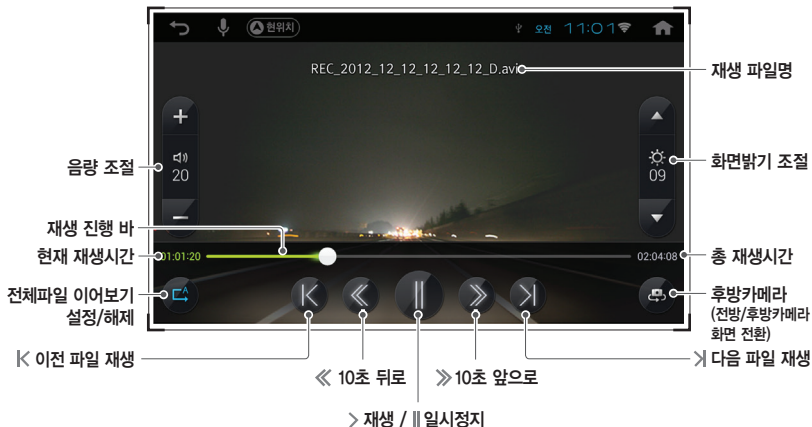 현위치
오전 11:01
REC_2012_12_12_12_12_12_D.avi
재생 파일명
음량 조절
20
화면밝기 조절
09
재생 진행 바
현재 재생시간
01:01:20
02:04:08
총 재생시간
전체파일 이어보기
설정/해제
A
후방카메라
(전방/후방카메라
화면 전환)
이전 파일 재생
다음 파일 재생
10초 뒤로
10초 앞으로
재생 / 일시정지